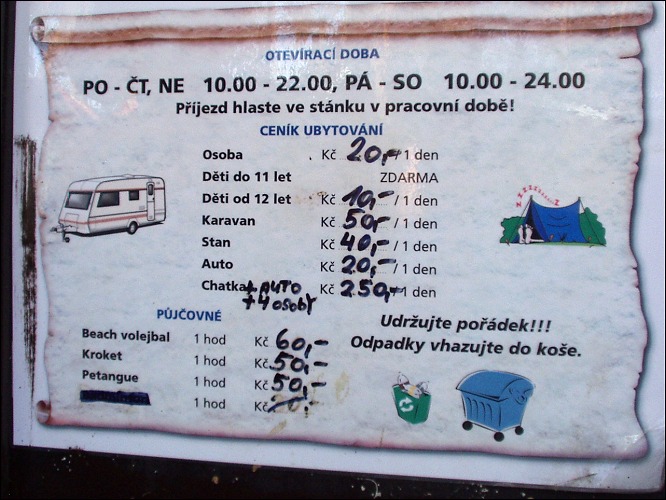 OTEVÍRACÍ DOBA
PO - ČT, NE 10.00 - 22.00, PÁ - SO 10.00 - 24.00
Příjezd hlaste ve stánku v pracovní době!
CENÍK UBYTOVÁNÍ
Osoba Kč 20,- / 1 den
Děti do 11 let ZDARMA
Děti od 12 let Kč 10,- / 1 den
Karavan Kč 50,- / 1 den
Stan Kč 40,- / 1 den
Auto Kč 20,- / 1 den
Chatka + AUTO Kč 250,- / 1 den
+ 4 OSOBY
PŮJČOVNÉ
Beach volejbal 1 hod Kč 60,-
Kroket 1 hod Kč 50,-
Petangue 1 hod Kč 50,-
1 hod Kč 20,-
Udržujte pořádek!!!
Odpadky vhazujte do koše.
zzzzzzzz...z